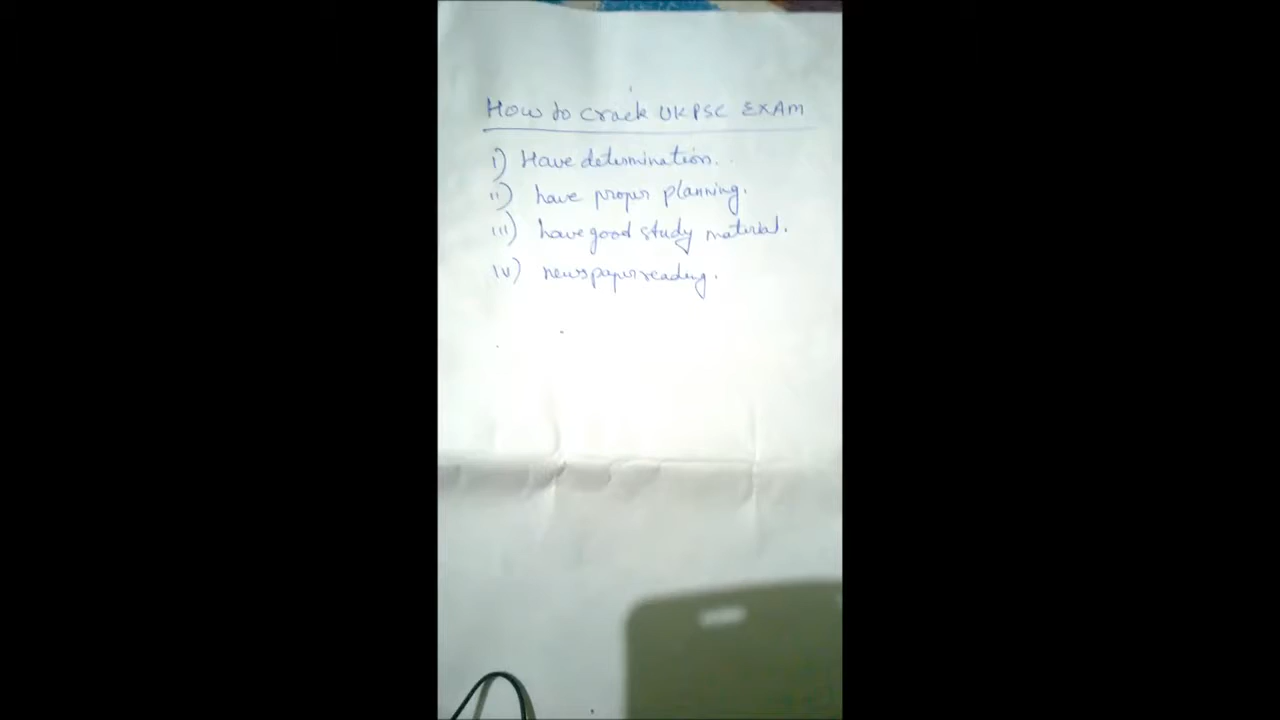 How to crack UKPSC EXAM
i) Have determination.
ii) have proper planning.
iii) have good study material.
iv) newspaper reading.